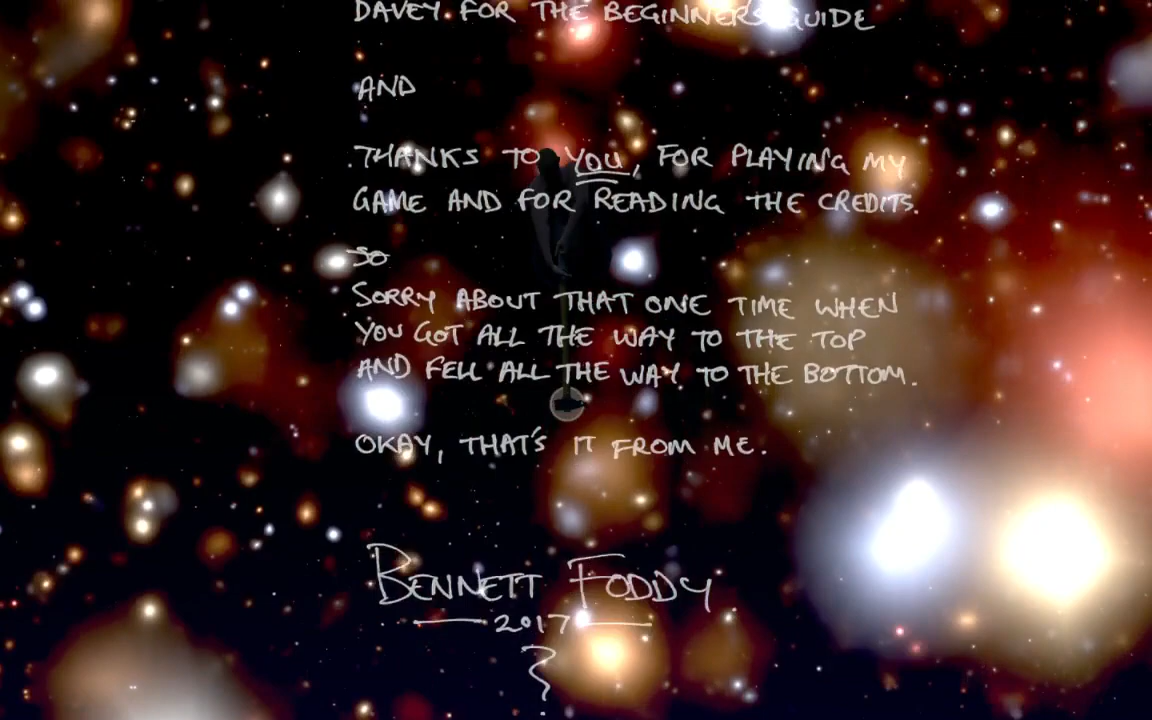 DAVEY FOR THE BEGINNER'S GUIDE
AND
THANKS TO YOU, FOR PLAYING MY
GAME AND FOR READING THE CREDITS.
SO
SORRY ABOUT THAT ONE TIME WHEN
YOU GOT ALL THE WAY TO THE TOP
AND FELL ALL THE WAY TO THE BOTTOM.
OKAY, THAT'S IT FROM ME.
BENNETT FODDY
2017